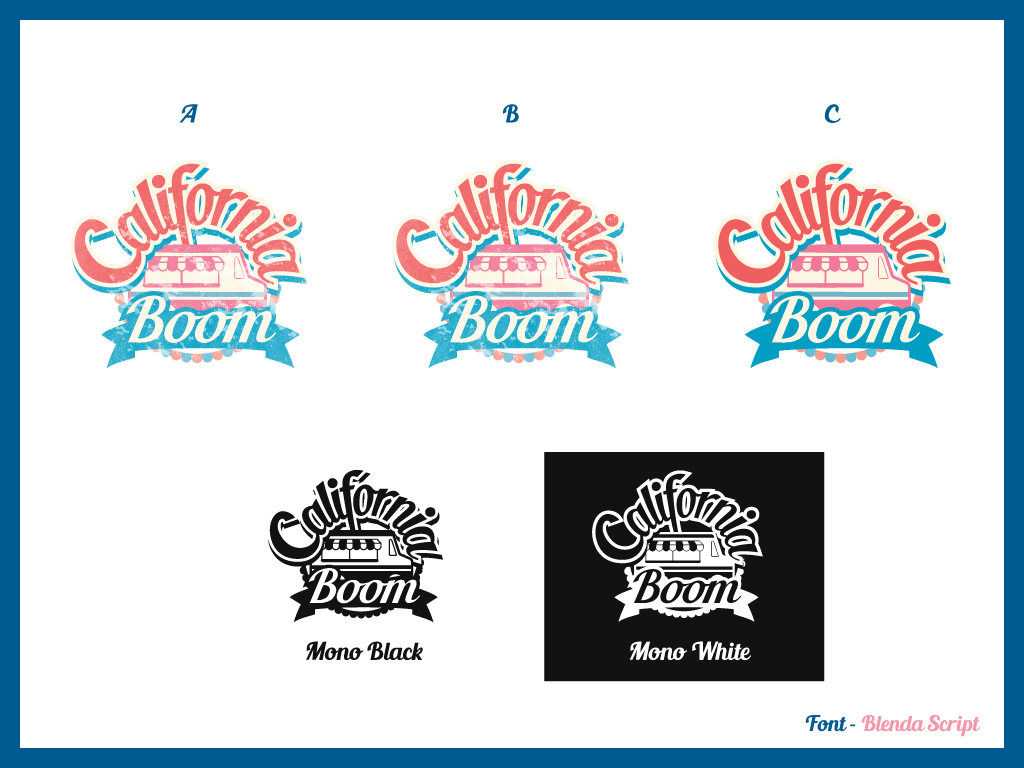 A
B
C
California
Boom
California
Boom
California
Boom
California
Boom
Mono Black
California
Boom
Mono White
Font - Blenda Script